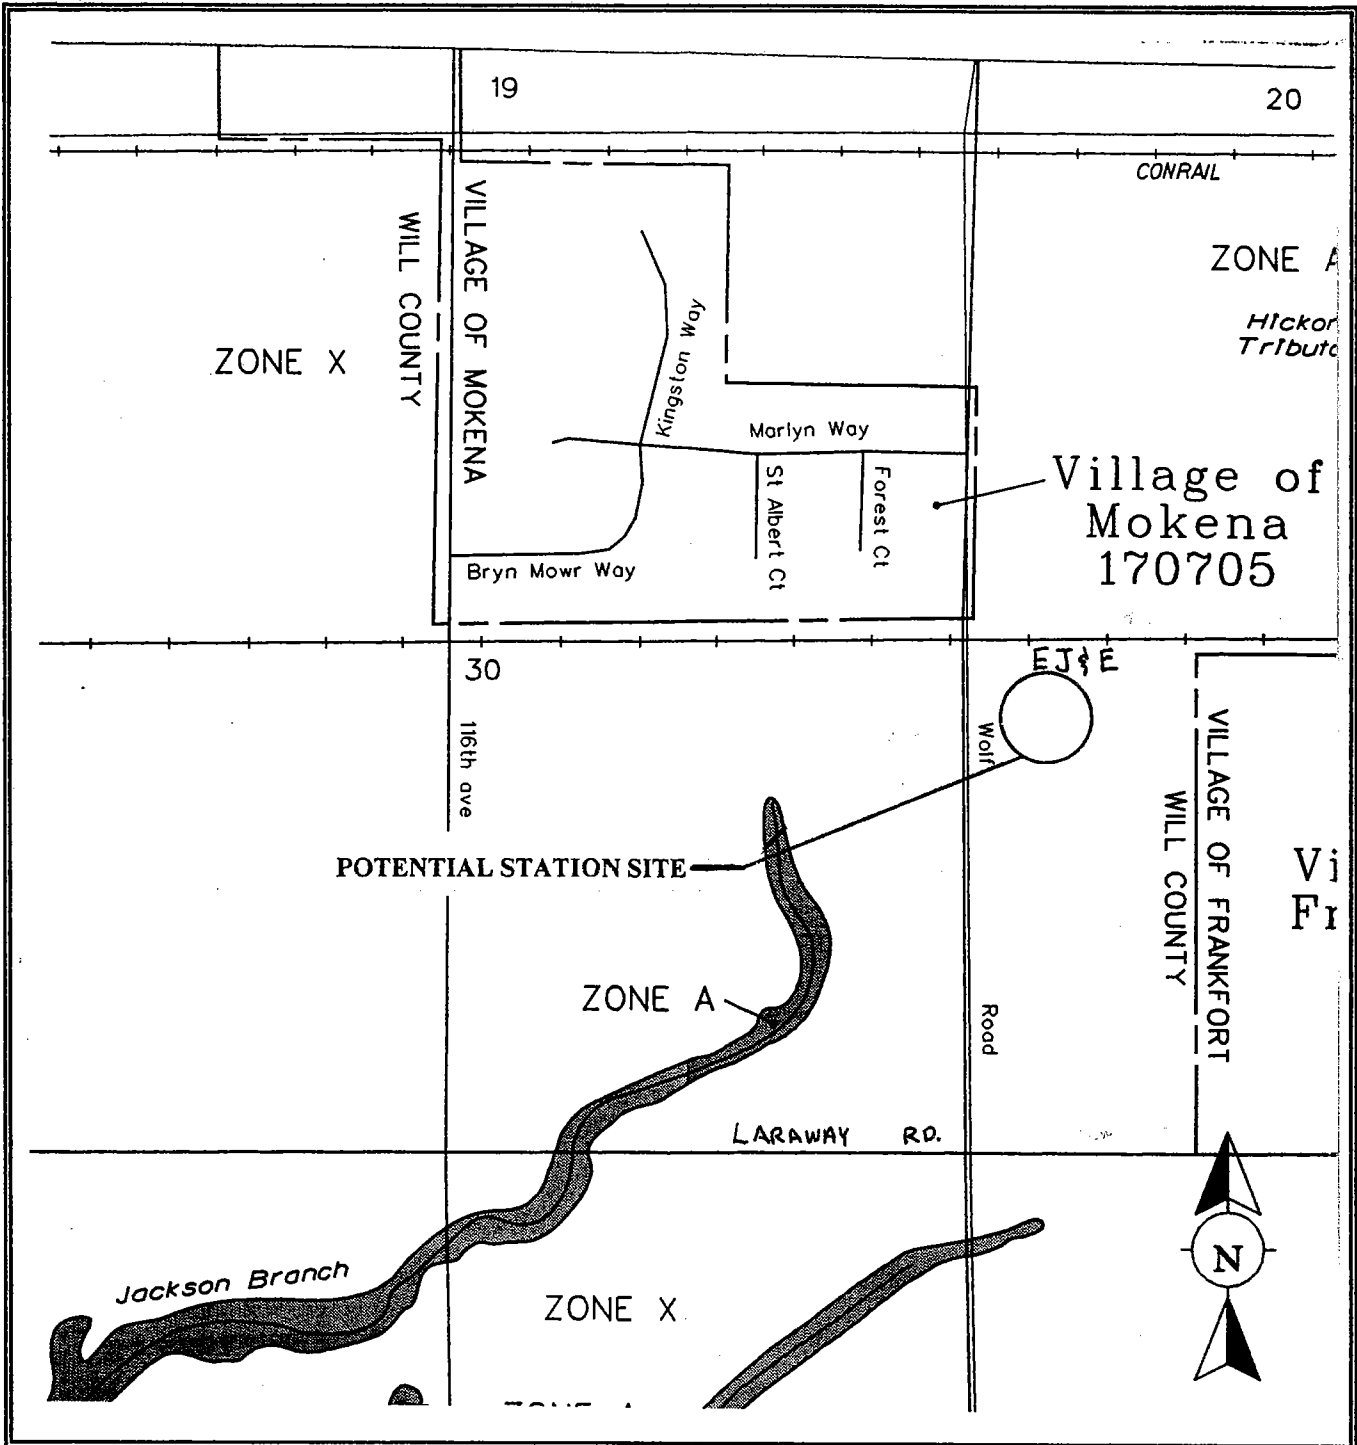 19
20
CONRAIL
ZONE A
Hickor
Tributa
VILLAGE OF MOKENA
WILL COUNTY
ZONE X
Kingston Way
Marlyn Way
St Albert Ct
Forest Ct
Bryn Mowr Way
Village of
Mokena
170705
30
EJ&E
116th ave
Wolf
Road
VILLAGE OF FRANKFORT
WILL COUNTY
Vi
Fr
POTENTIAL STATION SITE
ZONE A
LARAWAY RD.
Jackson Branch
ZONE X
N